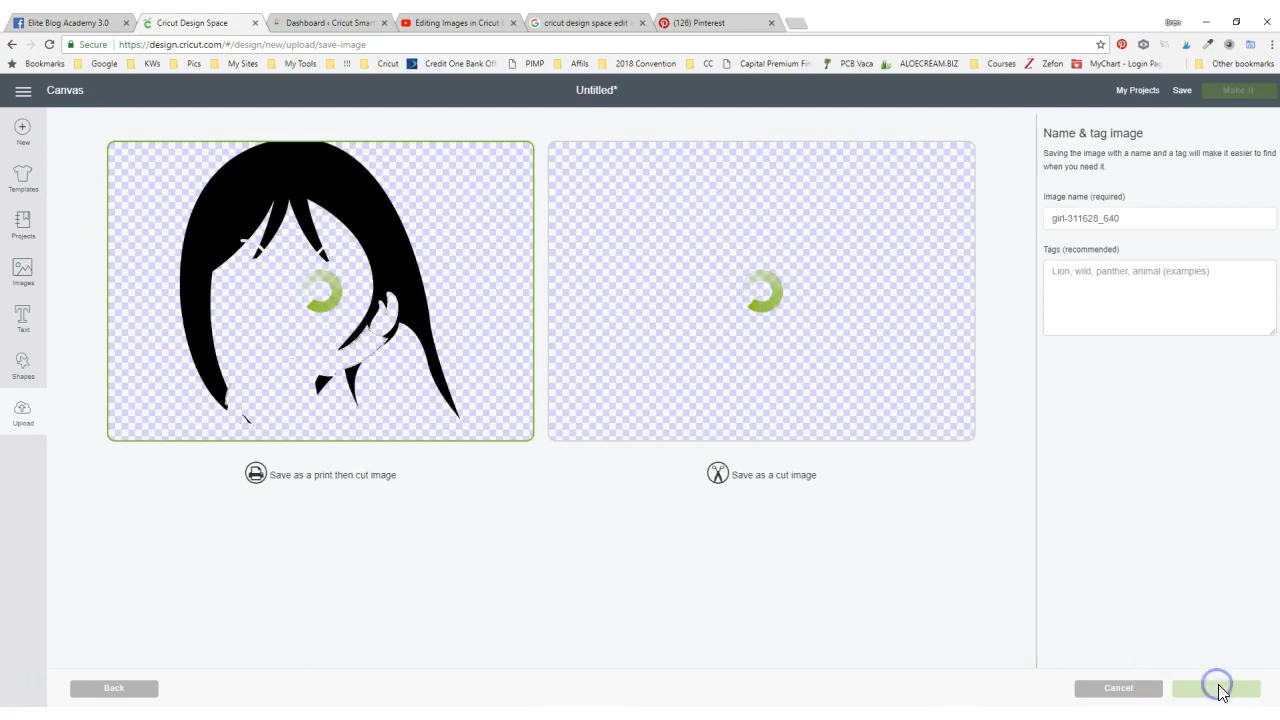 Elite Blog Academy 3.0
Cricut Design Space
Dashboard ‹ Cricut Smar
Editing Images in Cricut
cricut design space edit
(126) Pinterest
Bren
Secure
https://design.cricut.com/#/design/new/upload/save-image
Bookmarks
Google
KWs
Pics
My Sites
My Tools
!!!
Cricut
Credit One Bank Off
PIMP
Affils
2018 Convention
CC
Capital Premium Fin
PCB Vaca
ALOECREAM.BIZ
Courses
Zefon
MyChart - Login Pag
Other bookmarks
Canvas
Untitled*
My Projects
Save
Make It
New
Templates
Projects
Images
Text
Shapes
Upload
Name & tag image
Saving the image with a name and a tag will make it easier to find
when you need it.
Image name (required)
girl-311628_640
Tags (recommended)
Lion, wild, panther, animal (examples)
Save as a print then cut image
Save as a cut image
Back
Cancel